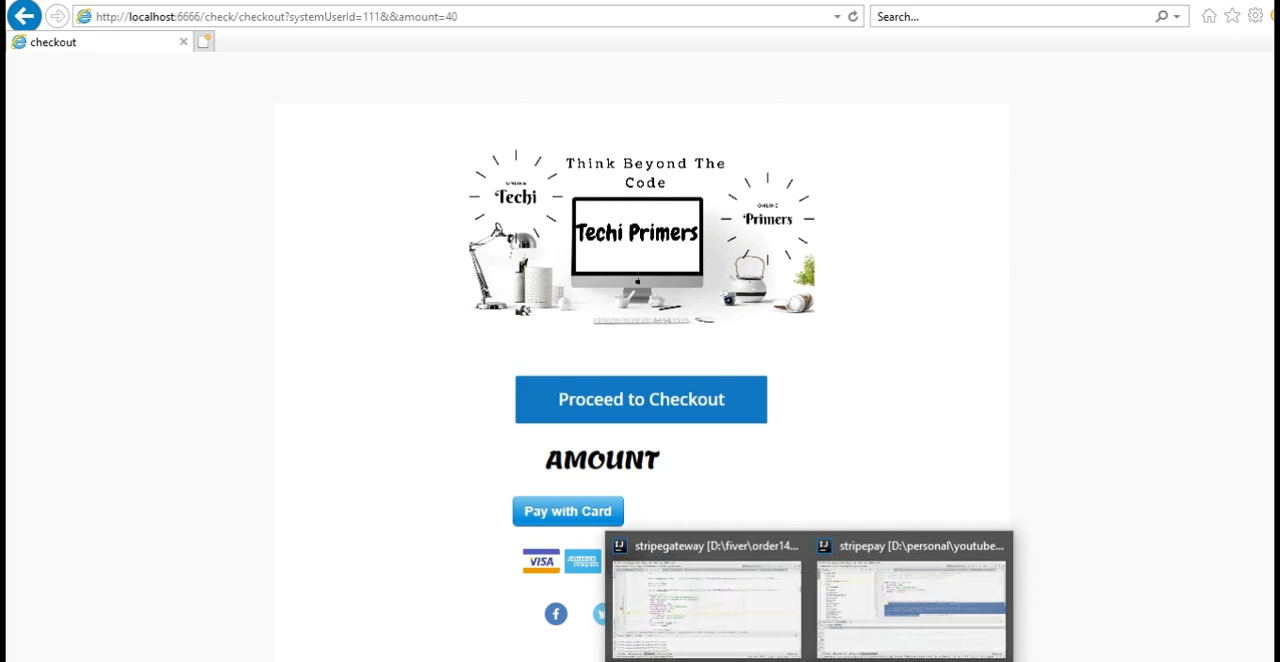 http://localhost:6666/check/checkout?systemUserId=111&&amount=40
Search...
checkout
Think Beyond The
Code
Techi
ONLINE
Primers
Techi Primers
Proceed to Checkout
AMOUNT
Pay with Card
VISA
stripegateway [D:\fiver\order14...
stripepay [D:\personal\youtube...